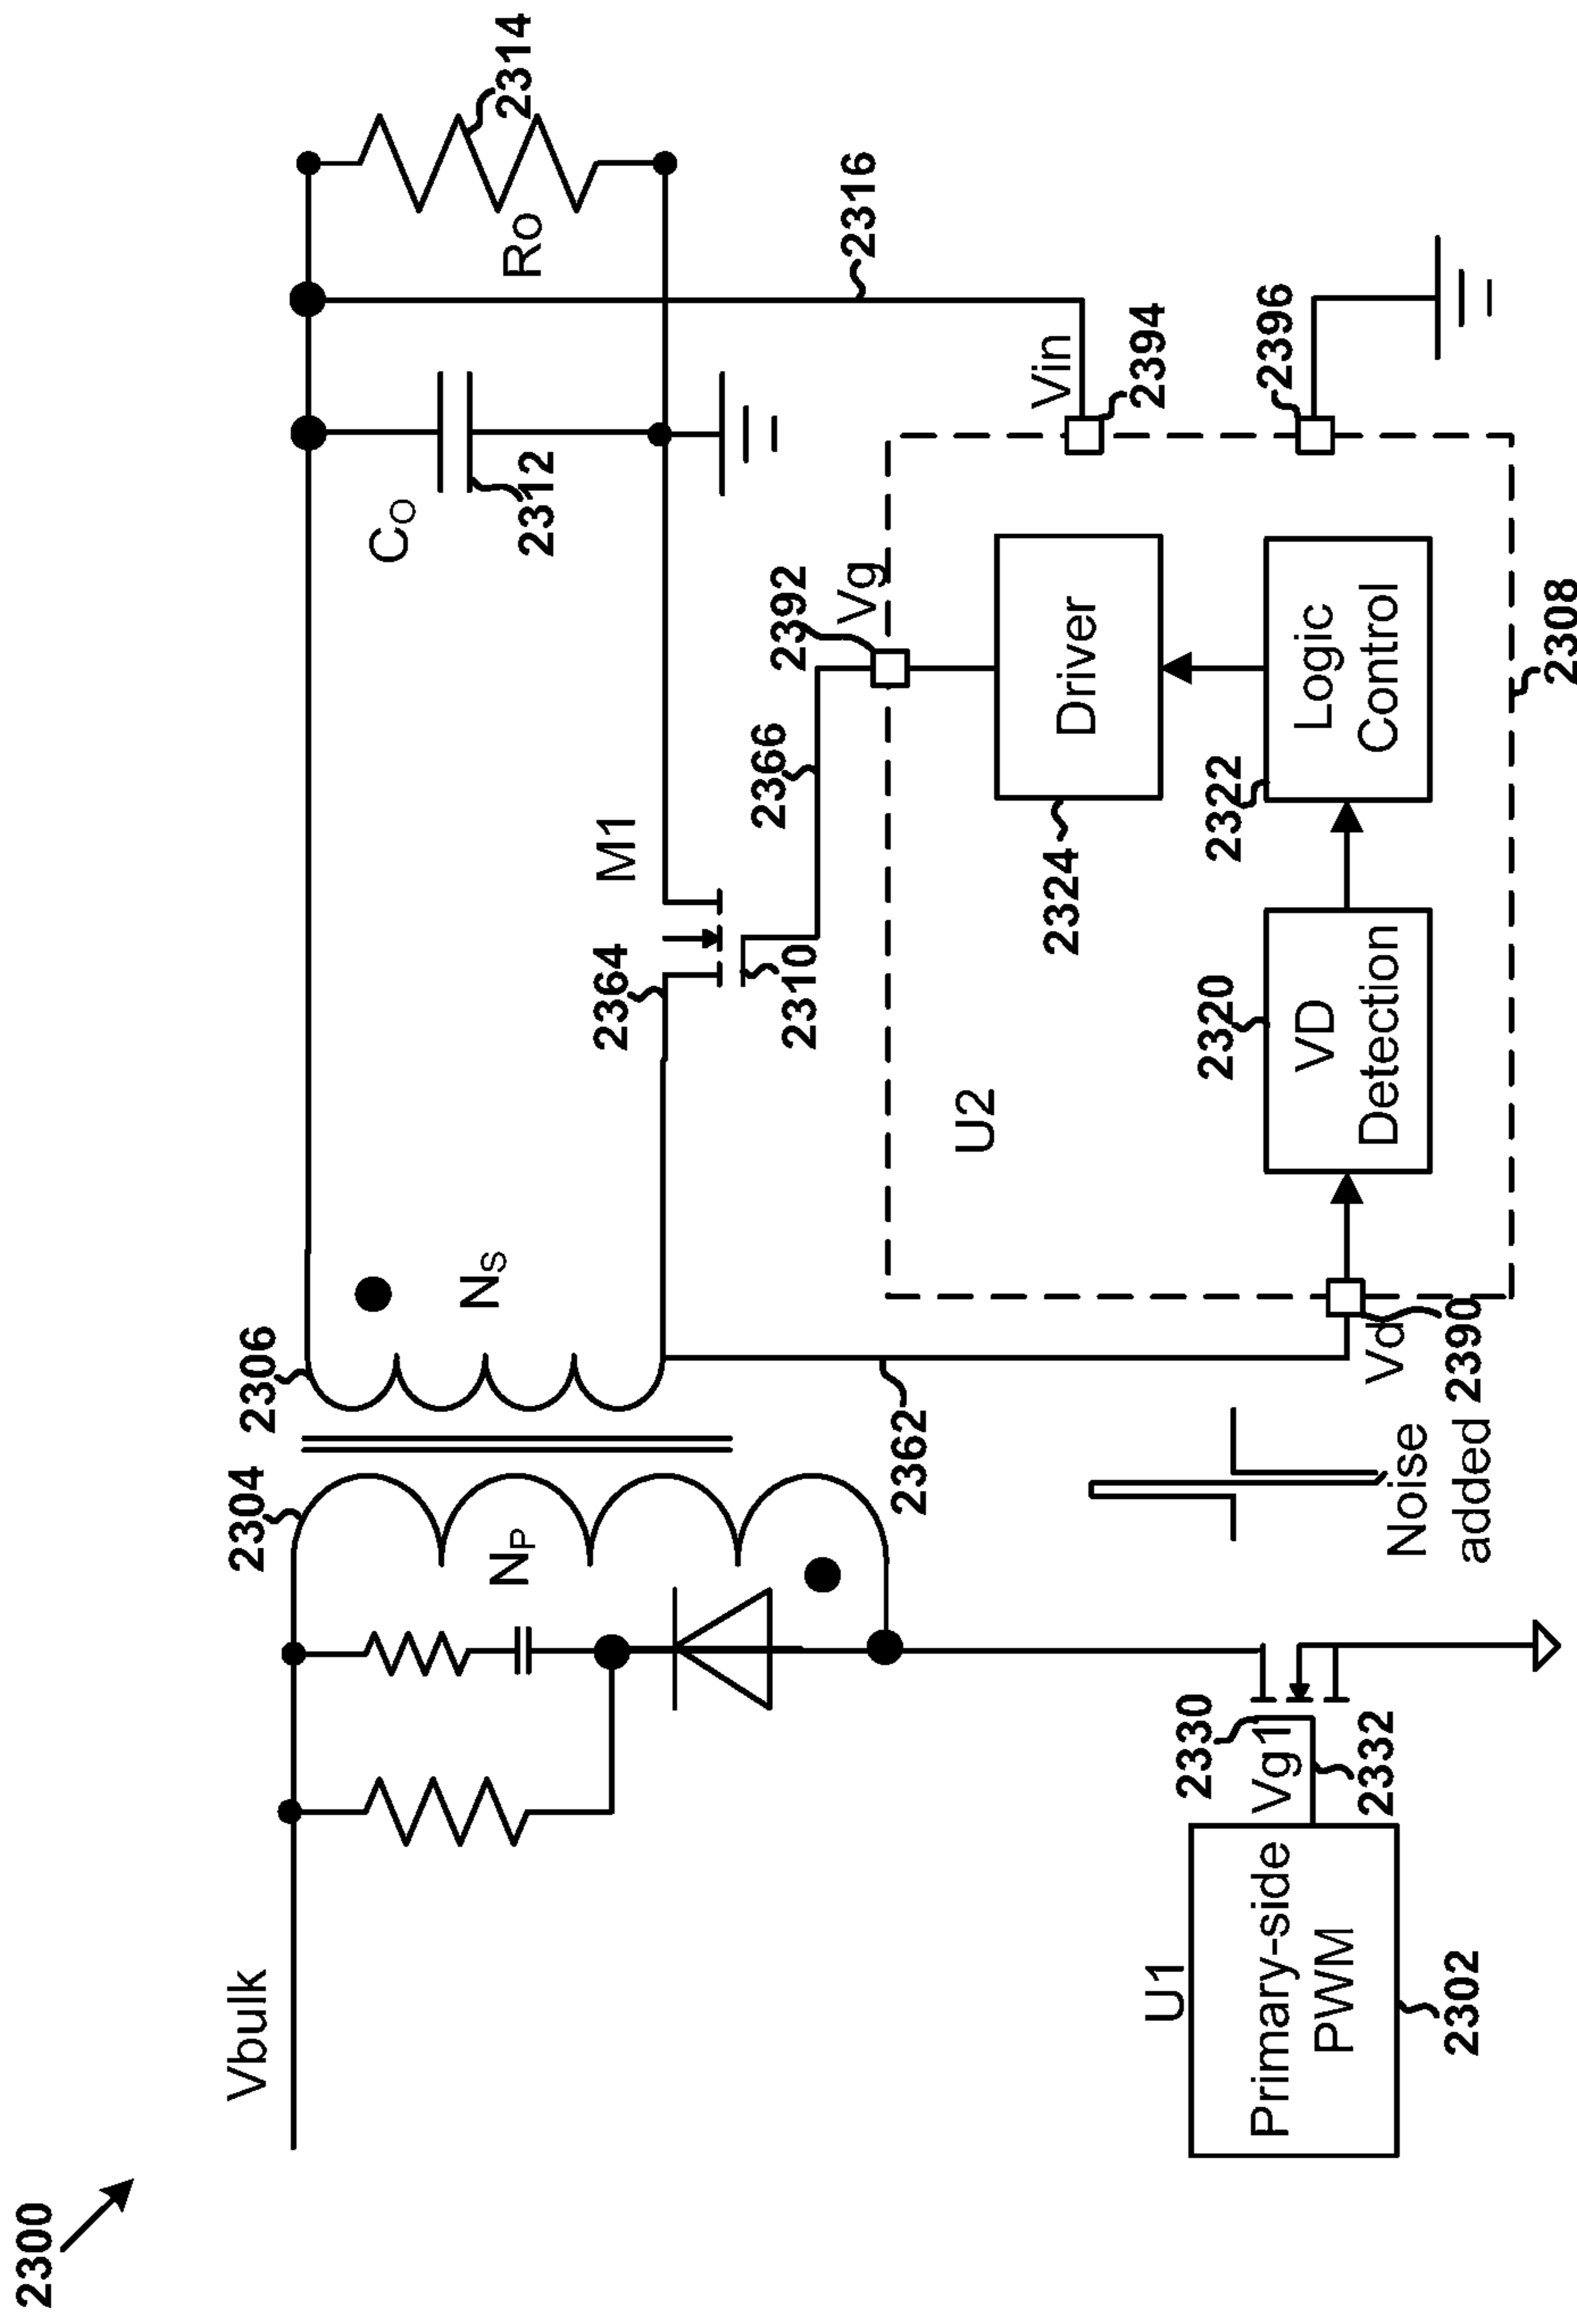 2300
Vbulk
2304
NP
2306
NS
CO
2312
Ro
2314
2316
2364
M1
2310
2366
2392
Vg
Vin
2394
2396
U2
2324
Driver
2320
VD
Detection
2322
Logic
Control
2308
2362
Vd
2390
Noise
added
U1
Primary-side
PWM
2302
2330
Vg1
2332